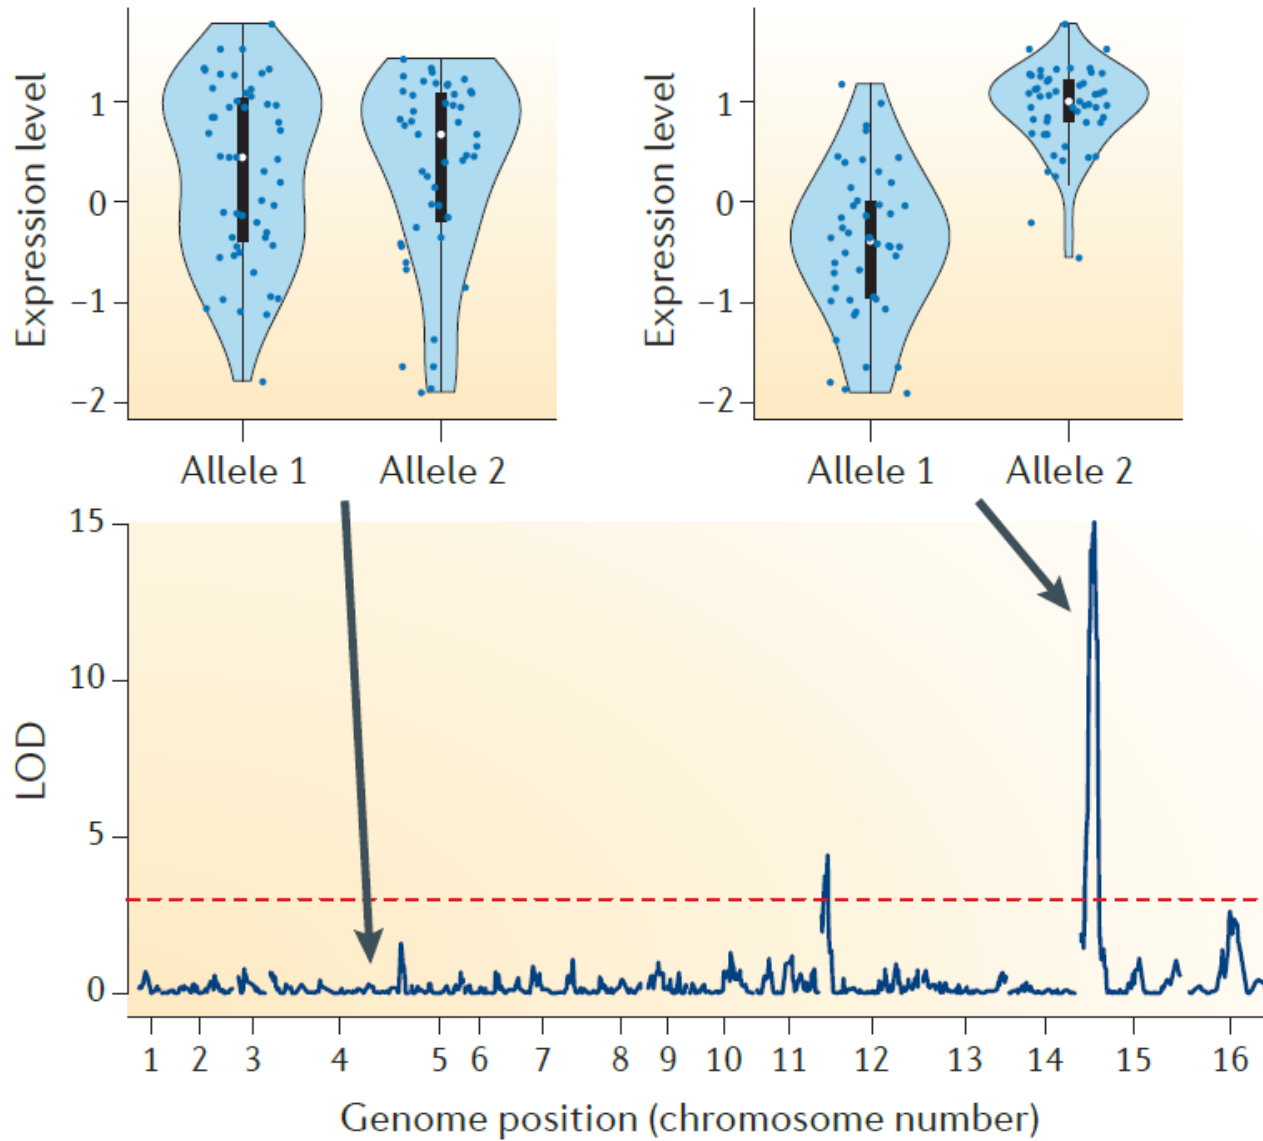 Expression level
1
0
−1
−2
Allele 1
Allele 2
Expression level
1
0
−1
−2
Allele 1
Allele 2
LOD
15
10
5
0
1 2 3 4 5 6 7 8 9 10 11 12 13 14 15 16
Genome position (chromosome number)